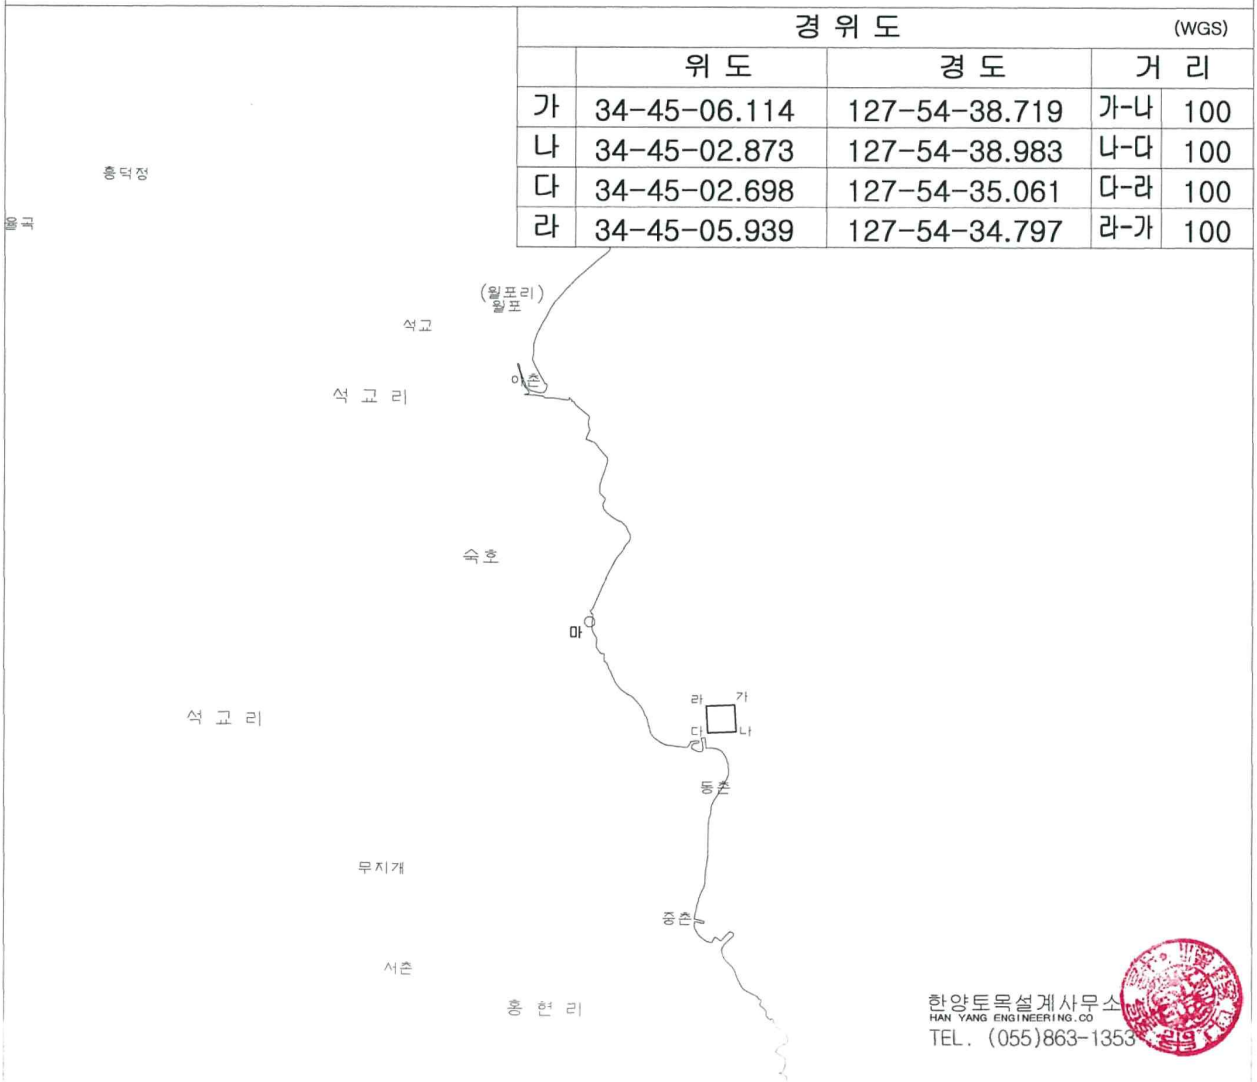 경 위 도 (WGS)
위 도 경 도 거 리
가 34-45-06.114 127-54-38.719 가-나 100
나 34-45-02.873 127-54-38.983 나-다 100
다 34-45-02.698 127-54-35.061 다-라 100
라 34-45-05.939 127-54-34.797 라-가 100
홍덕정
(월포리)
월포
석교
아촌
석 교 리
숙호
마
라 가
석 교 리
다 나
동촌
무지개
중촌
서촌
홍 현 리
한양토목설계사무소
HAN YANG ENGINEERING.CO
TEL. (055)863-1353